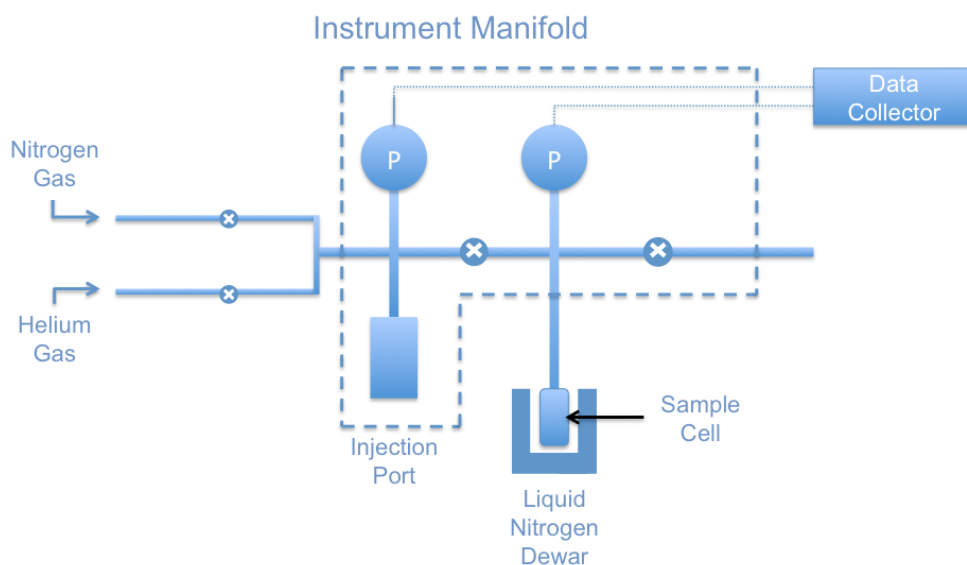 Instrument Manifold
Data
Collector
P
P
Nitrogen
Gas
Helium
Gas
Sample
Cell
Injection
Port
Liquid
Nitrogen
Dewar